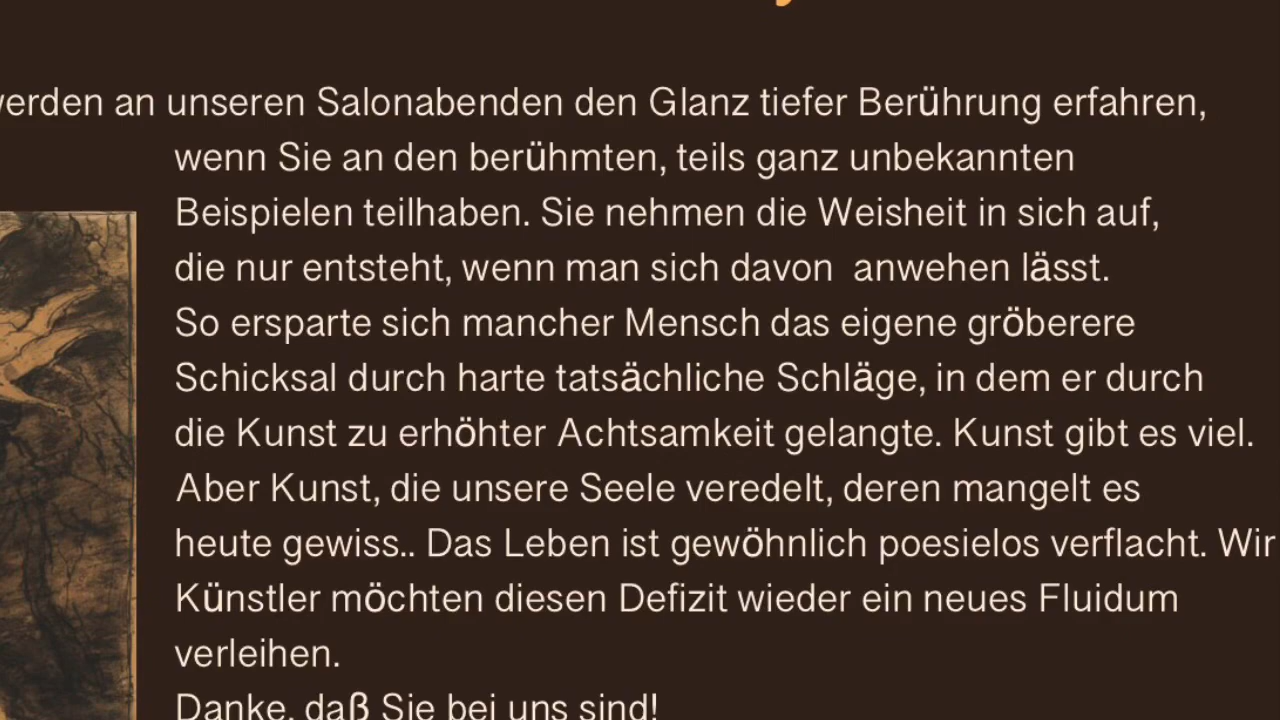 werden an unseren Salonabenden den Glanz tiefer Berührung erfahren,
wenn Sie an den berühmten, teils ganz unbekannten
Beispielen teilhaben. Sie nehmen die Weisheit in sich auf,
die nur entsteht, wenn man sich davon  anwehen lässt.
So ersparte sich mancher Mensch das eigene gröberere
Schicksal durch harte tatsächliche Schläge, in dem er durch
die Kunst zu erhöhter Achtsamkeit gelangte. Kunst gibt es viel.
Aber Kunst, die unsere Seele veredelt, deren mangelt es
heute gewiss.. Das Leben ist gewöhnlich poesielos verflacht. Wir
Künstler möchten diesen Defizit wieder ein neues Fluidum
verleihen.
Danke, daß Sie bei uns sind!